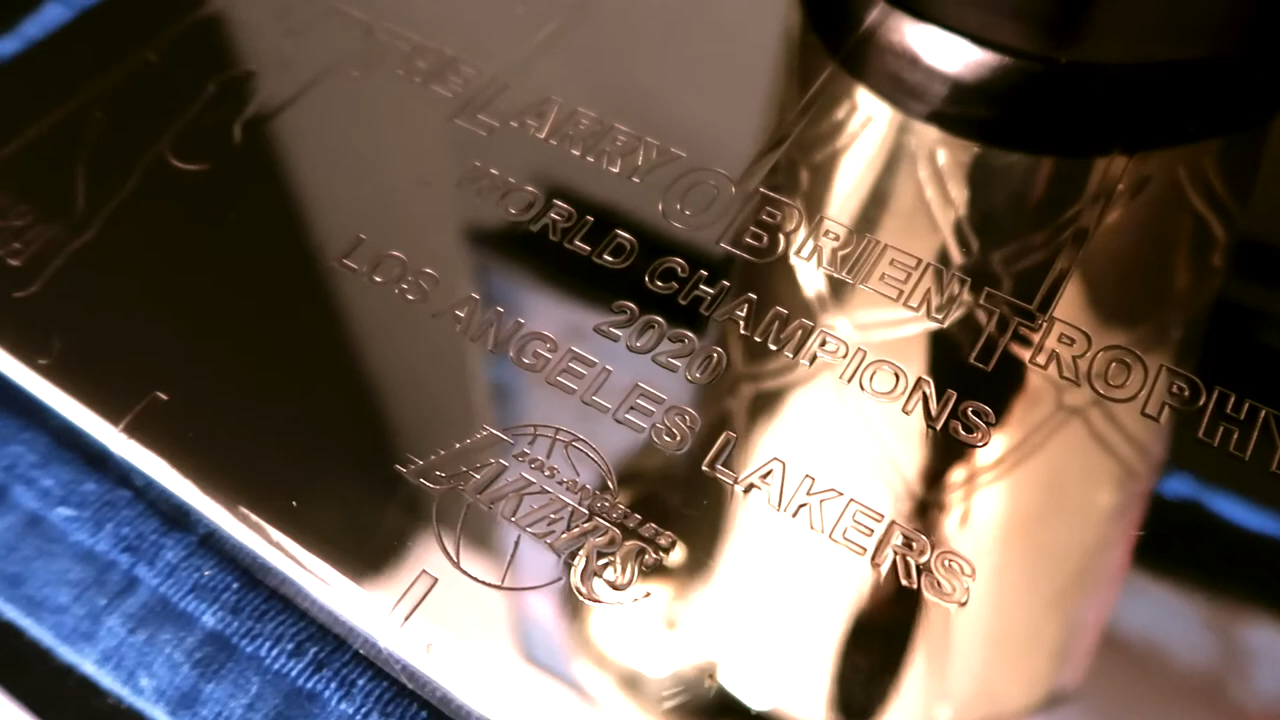 THE LARRY O BRIEN TROPHY
WORLD CHAMPIONS
2020
LOS ANGELES LAKERS
LOS ANGELES
LAKERS